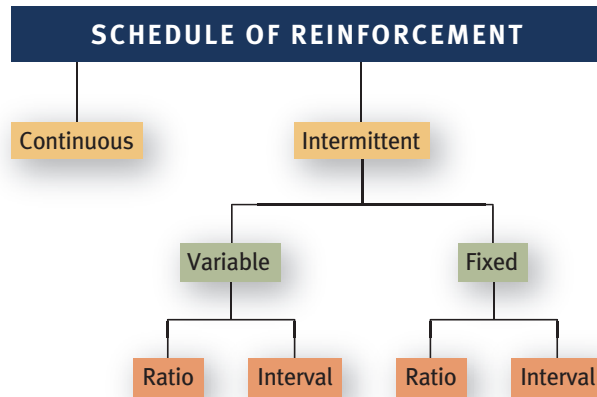 SCHEDULE OF REINFORCEMENT
Continuous
Intermittent
Variable
Fixed
Ratio
Interval
Ratio
Interval